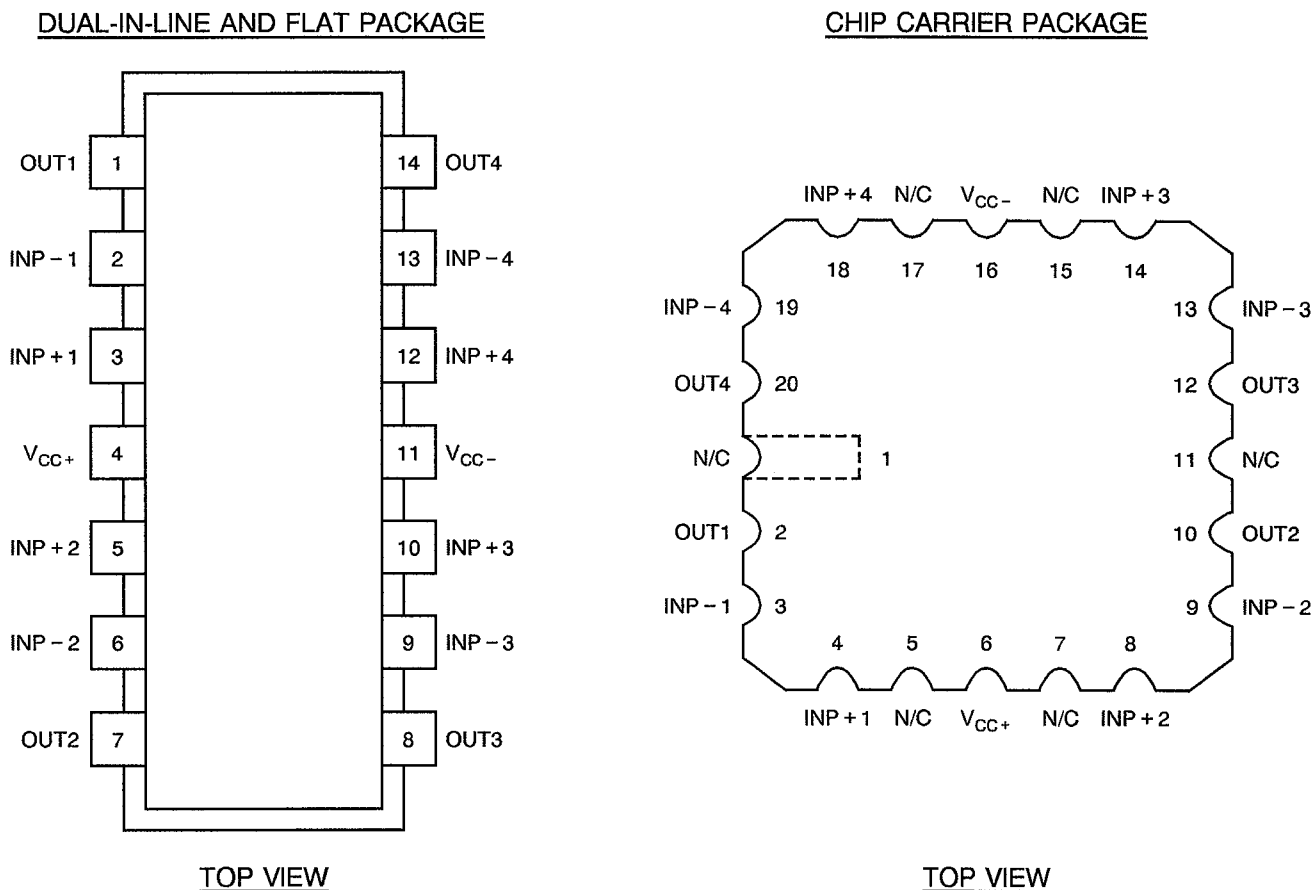 DUAL-IN-LINE AND FLAT PACKAGE
OUT1 1 14 OUT4
INP-1 2 13 INP-4
INP+1 3 12 INP+4
VCC+ 4 11 VCC-
INP+2 5 10 INP+3
INP-2 6 9 INP-3
OUT2 7 8 OUT3
TOP VIEW
CHIP CARRIER PACKAGE
INP+4 N/C VCC- N/C INP+3
18 17 16 15 14
INP-4 19 13 INP-3
OUT4 20 12 OUT3
N/C 1 11 N/C
OUT1 2 10 OUT2
INP-1 3 9 INP-2
4 5 6 7 8
INP+1 N/C VCC+ N/C INP+2
TOP VIEW